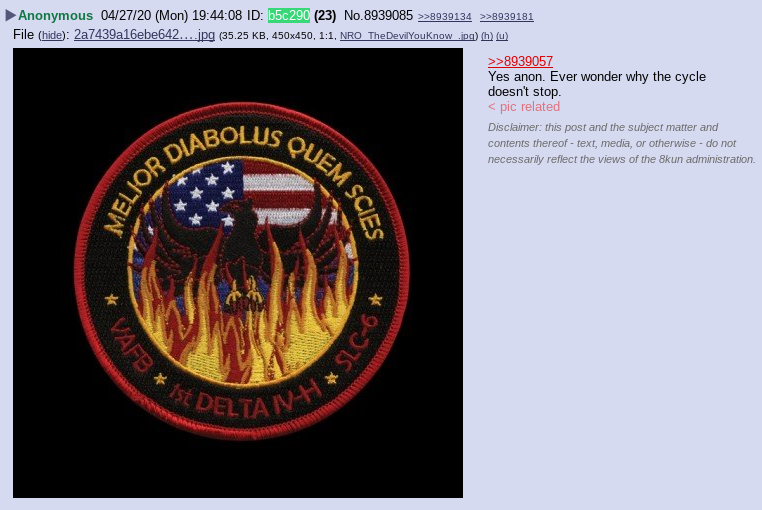 Anonymous 04/27/20 (Mon) 19:44:08 ID: b5c290 (23) No.8939085 >>8939134 >>8939181
File (hide): 2a7439a16ebe642….jpg (35.25 KB, 450x450, 1:1, NRO_TheDevilYouKnow_.jpg) (h) (u)
MELIOR DIABOLUS QUEM SCIES
VAFB ★ 1st DELTA IV-H ★ SLC-6
>>8939057
Yes anon. Ever wonder why the cycle
doesn't stop.
< pic related
Disclaimer: this post and the subject matter and
contents thereof - text, media, or otherwise - do not
necessarily reflect the views of the 8kun administration.